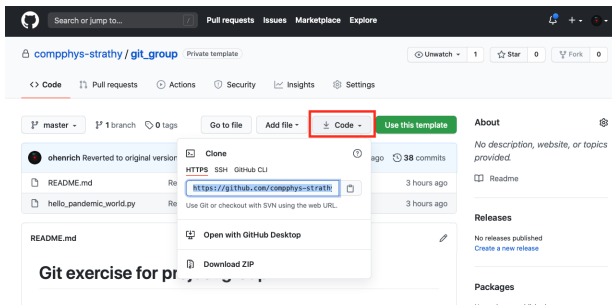 Search or jump to... / Pull requests Issues Marketplace Explore
compphys-strathy / git_group Private template
Unwatch 1 Star 0 Fork 0
Code Pull requests Actions Security Insights Settings
master 1 branch 0 tags Go to file Add file Code Use this template
About
No description, website, or topics
provided.
Readme
ohenrich Reverted to original version
ago 38 commits
README.md Re
3 hours ago
hello_pandemic_world.py Re
3 hours ago
Clone
HTTPS SSH GitHub CLI
https://github.com/compphys-strathy
Use Git or checkout with SVN using the web URL.
Open with GitHub Desktop
Download ZIP
README.md
Git exercise for pr
Releases
No releases published
Create a new release
Packages